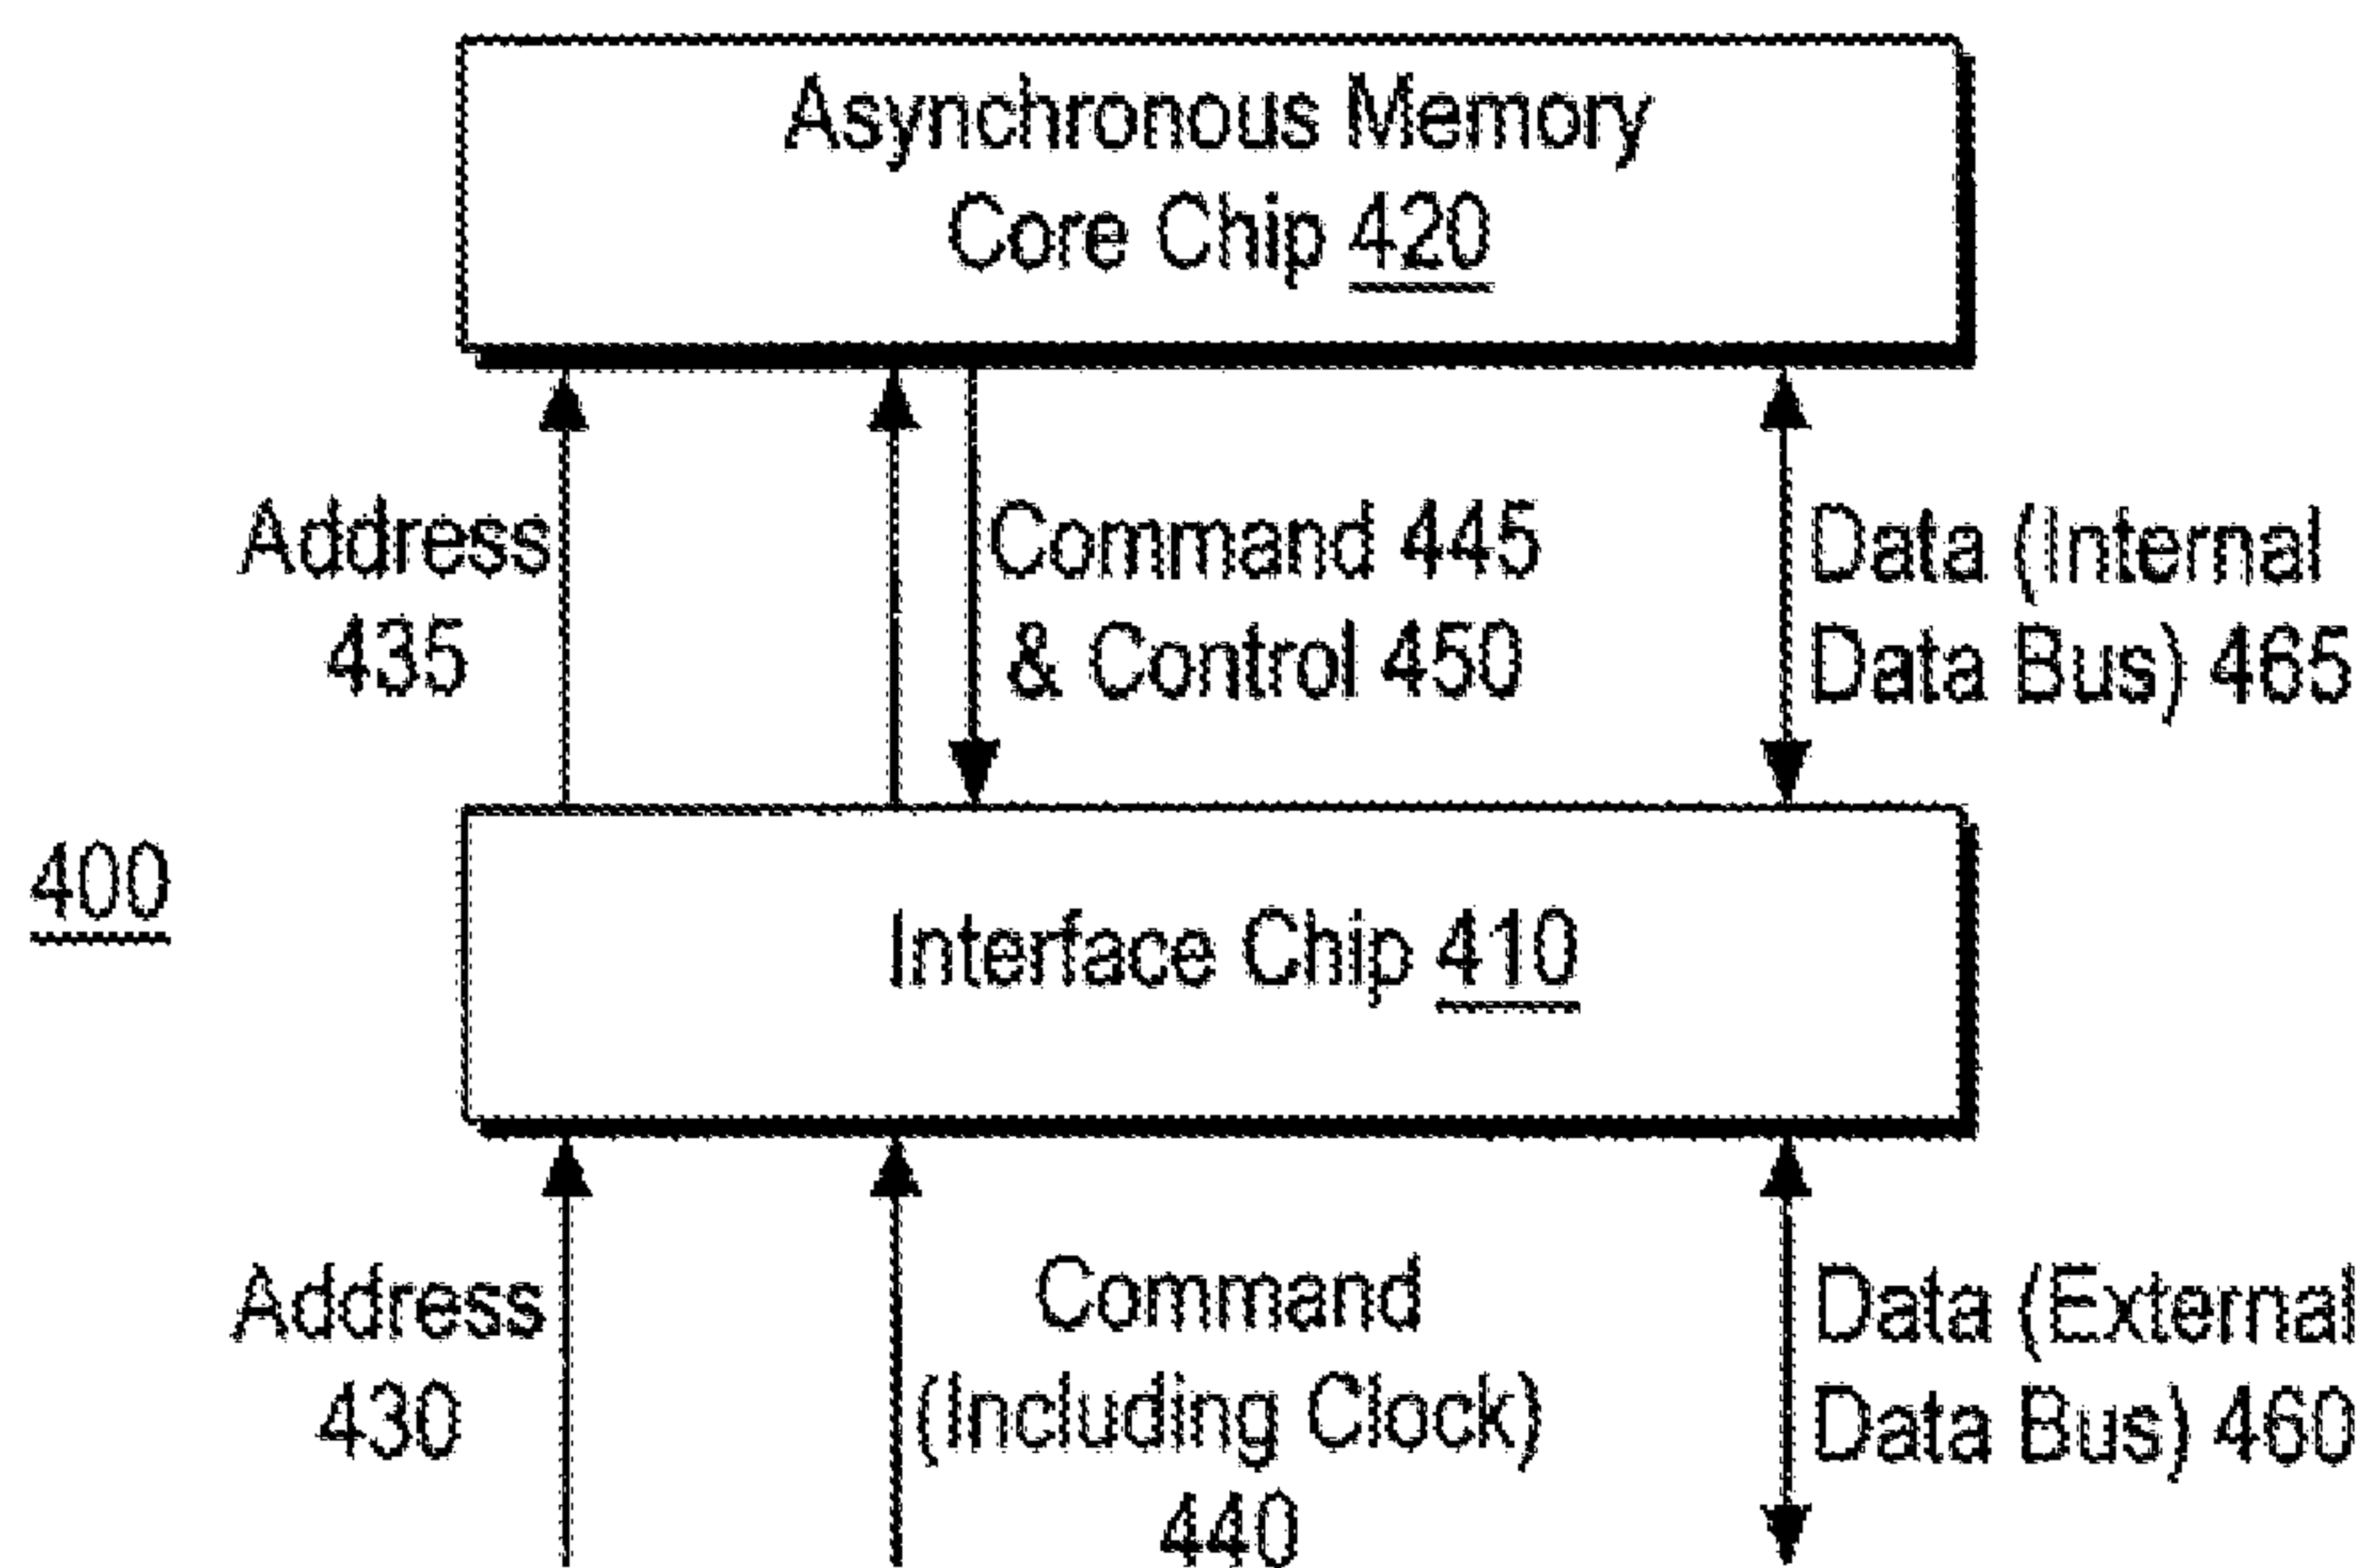 Asynchronous Memory
Core Chip 420
Address
435
Command 445
& Control 450
Data (Internal
Data Bus) 465
400
Interface Chip 410
Address
430
Command
(Including Clock)
440
Data (External
Data Bus) 460